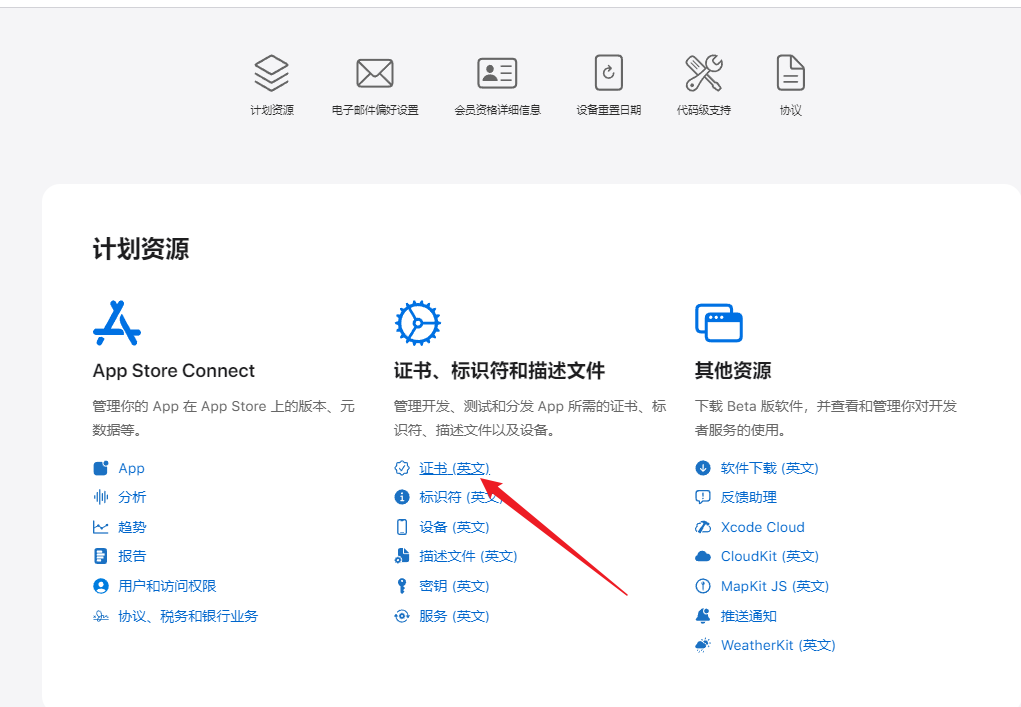 计划资源
电子邮件偏好设置
会员资格详细信息
设备重置日期
代码级支持
协议
计划资源
App Store Connect
管理你的 App 在 App Store 上的版本、元
数据等。
App
分析
趋势
报告
用户和访问权限
协议、税务和银行业务
证书、标识符和描述文件
管理开发、测试和分发 App 所需的证书、标
识符、描述文件以及设备。
证书 (英文)
标识符 (英文)
设备 (英文)
描述文件 (英文)
密钥 (英文)
服务 (英文)
其他资源
下载 Beta 版软件，并查看和管理你对开发
者服务的使用。
软件下载 (英文)
反馈助理
Xcode Cloud
CloudKit (英文)
MapKit JS (英文)
推送通知
WeatherKit (英文)